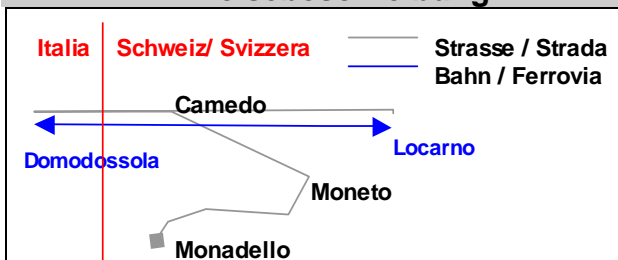 Italia Schweiz/ Svizzera Strasse / Strada
Bahn / Ferrovia
Camedo
Domodossola Locarno
Moneto
Monadello